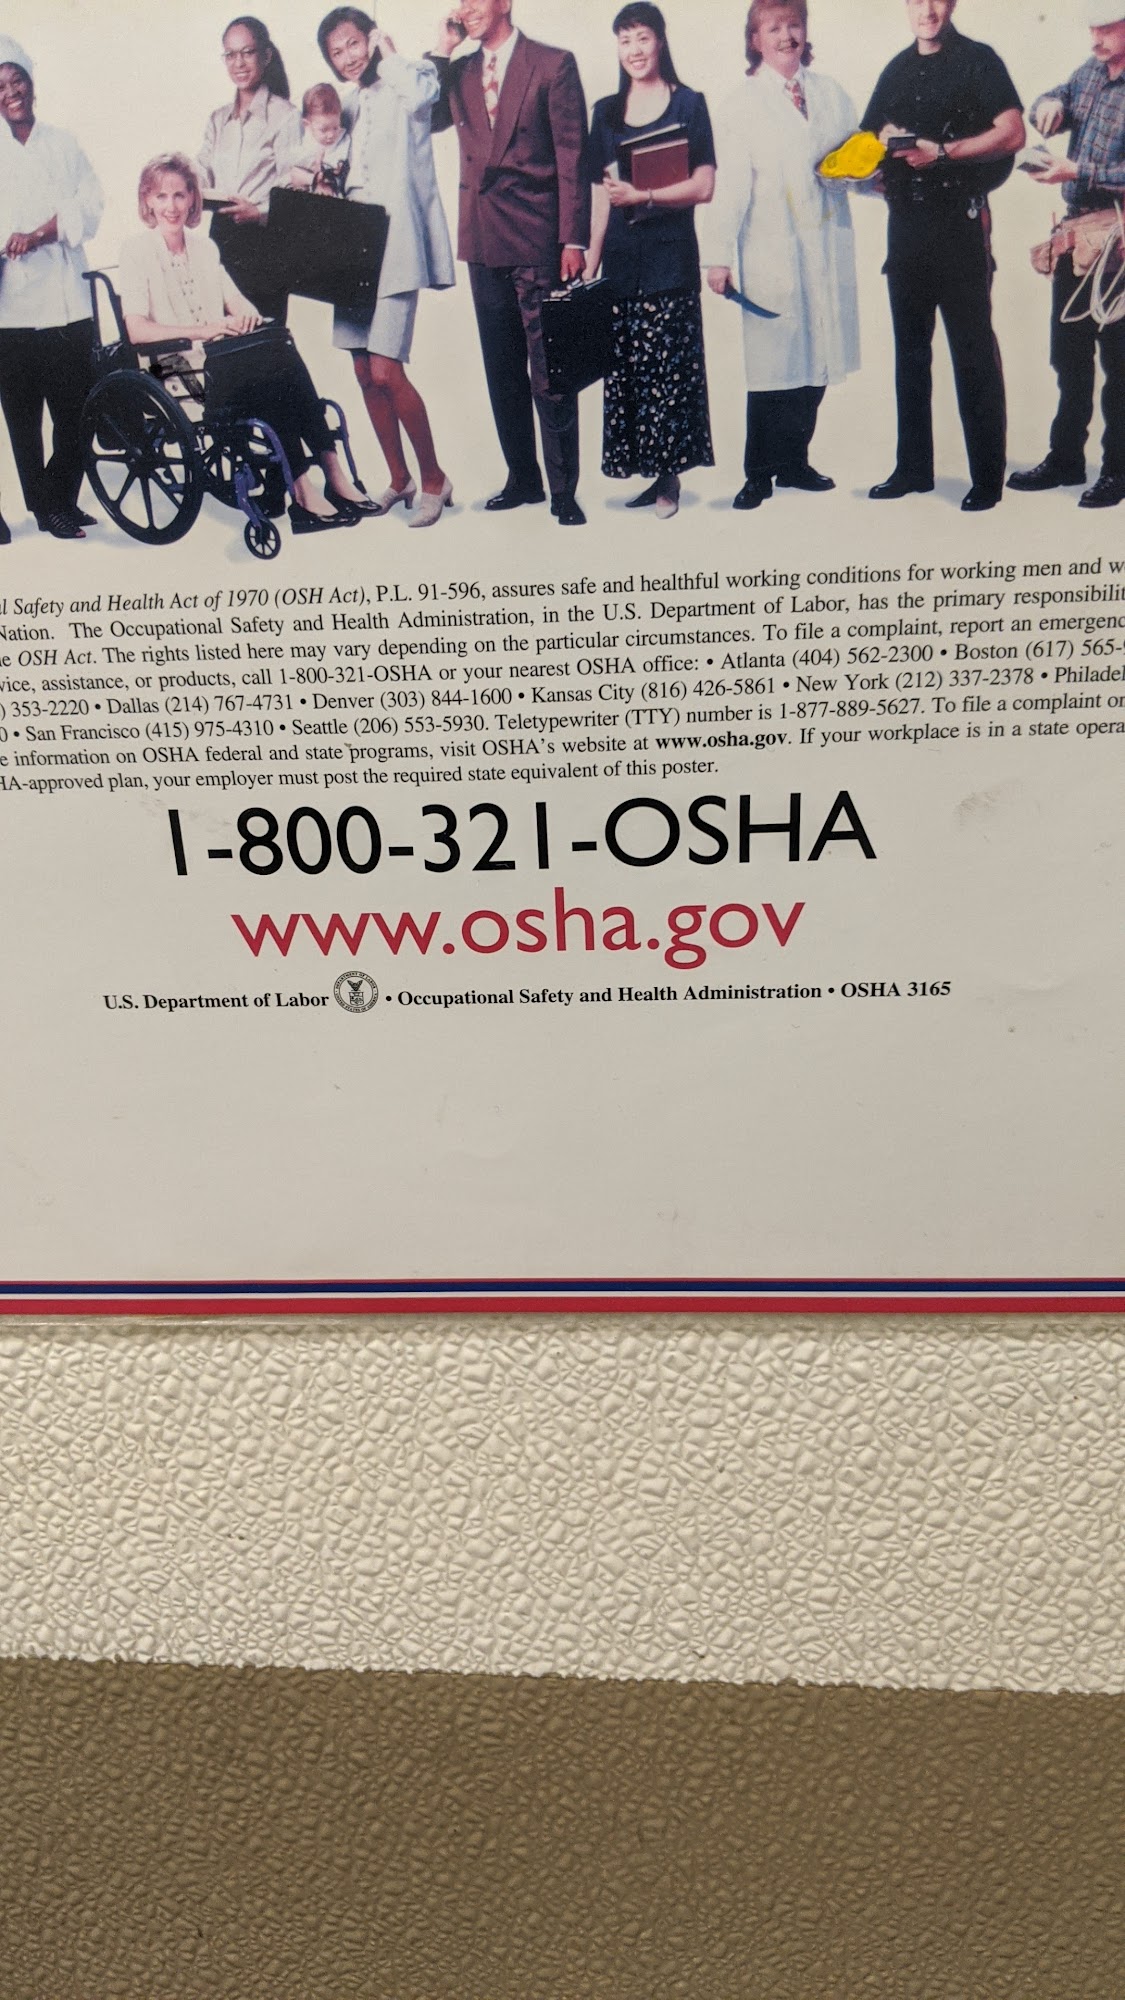 l Safety and Health Act of 1970 (OSH Act), P.L. 91-596, assures safe and healthful working conditions for working men and w
Nation. The Occupational Safety and Health Administration, in the U.S. Department of Labor, has the primary responsibilit
e OSH Act. The rights listed here may vary depending on the particular circumstances. To file a complaint, report an emergenc
vice, assistance, or products, call 1-800-321-OSHA or your nearest OSHA office: • Atlanta (404) 562-2300 • Boston (617) 565-
) 353-2220 • Dallas (214) 767-4731 • Denver (303) 844-1600 • Kansas City (816) 426-5861 • New York (212) 337-2378 • Philadel
0 • San Francisco (415) 975-4310 • Seattle (206) 553-5930. Teletypewriter (TTY) number is 1-877-889-5627. To file a complaint on
e information on OSHA federal and state programs, visit OSHA's website at www.osha.gov. If your workplace is in a state opera
HA-approved plan, your employer must post the required state equivalent of this poster.
1-800-321-OSHA
www.osha.gov
U.S. Department of Labor • Occupational Safety and Health Administration • OSHA 3165